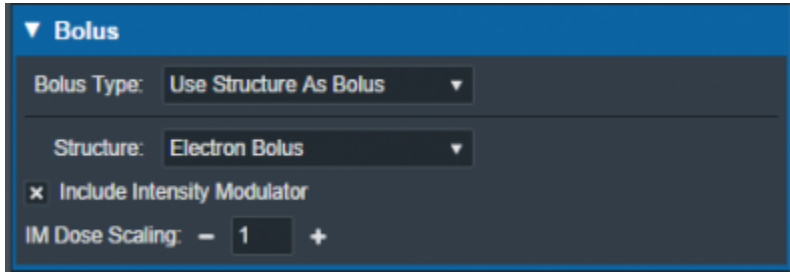 Bolus
Bolus Type: Use Structure As Bolus
Structure: Electron Bolus
Include Intensity Modulator
IM Dose Scaling: − 1 +